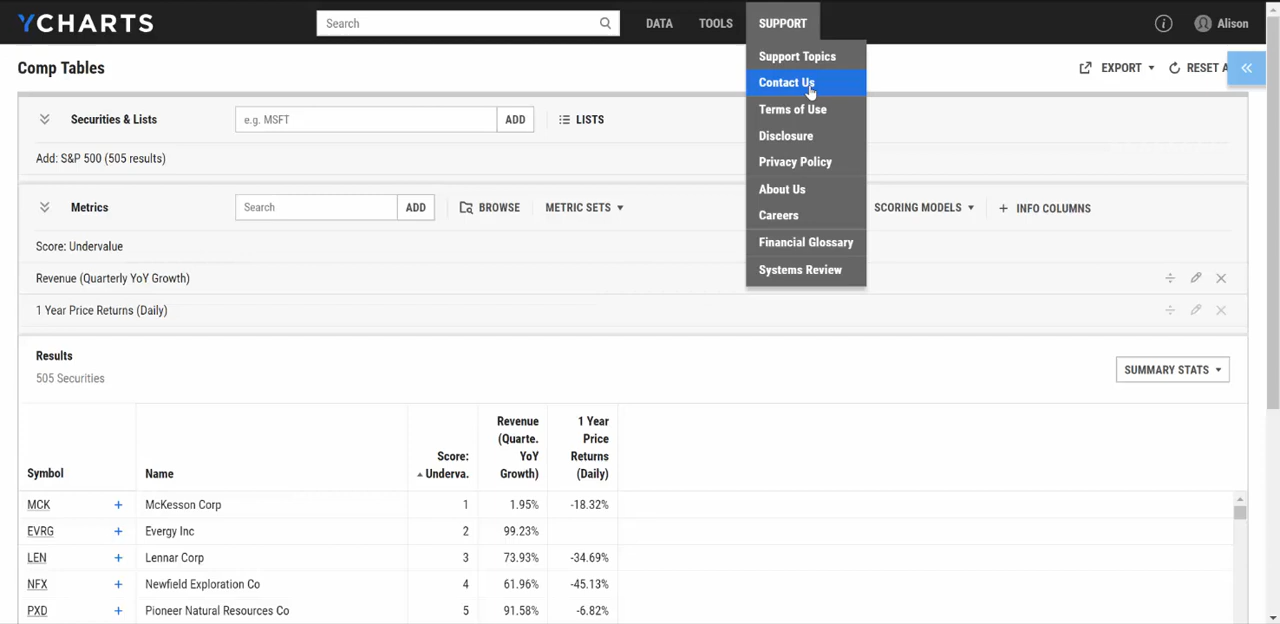 YCHARTS
Search
DATA
TOOLS
SUPPORT
Alison
Support Topics
Contact Us
Terms of Use
Disclosure
Privacy Policy
About Us
Careers
Financial Glossary
Systems Review
Comp Tables
EXPORT
RESET A
Securities & Lists
e.g. MSFT
ADD
LISTS
Add: S&P 500 (505 results)
Metrics
Search
ADD
BROWSE
METRIC SETS
SCORING MODELS
INFO COLUMNS
Score: Undervalue
Revenue (Quarterly YoY Growth)
1 Year Price Returns (Daily)
Results
505 Securities
SUMMARY STATS
Symbol
Name
Score:
Underva.
Revenue
(Quarte.
YoY
Growth)
1 Year
Price
Returns
(Daily)
MCK + McKesson Corp 1 1.95% -18.32%
EVRG + Evergy Inc 2 99.23%
LEN + Lennar Corp 3 73.93% -34.69%
NFX + Newfield Exploration Co 4 61.96% -45.13%
PXD + Pioneer Natural Resources Co 5 91.58% -6.82%